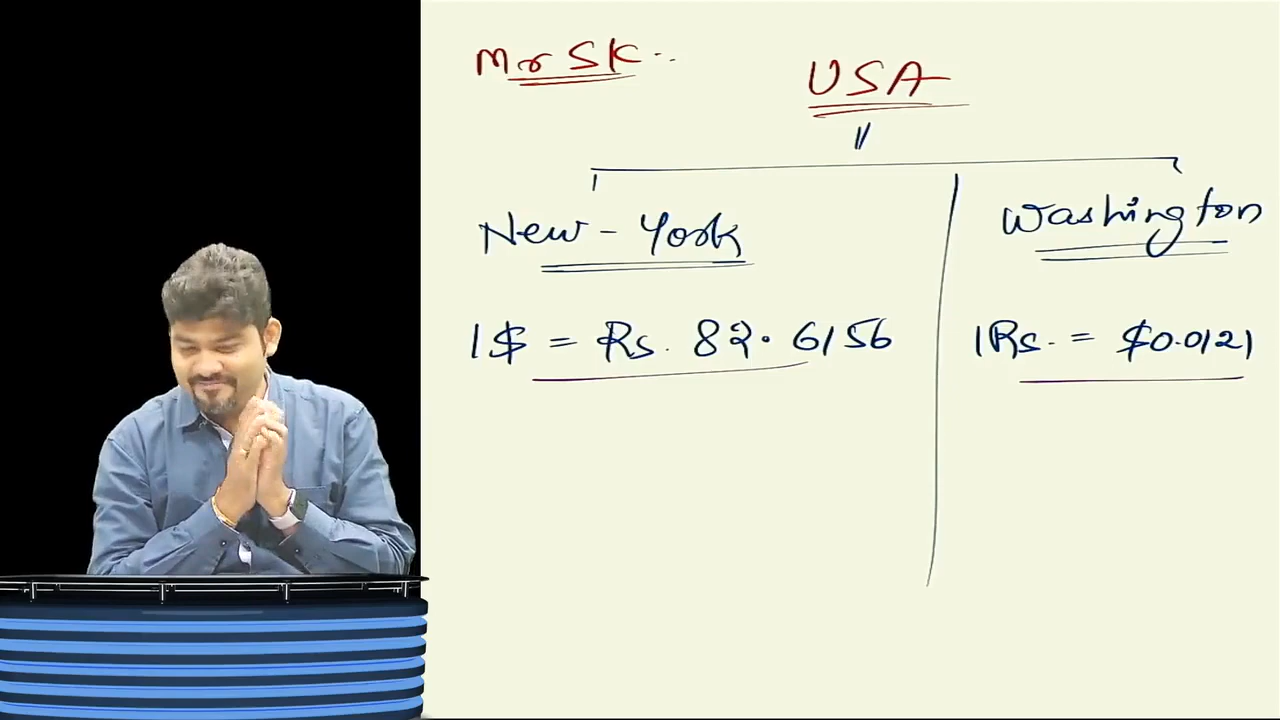 Mr SK..
USA
New-York
Washington
1$ = Rs. 82.6156
1Rs. = $0.0121